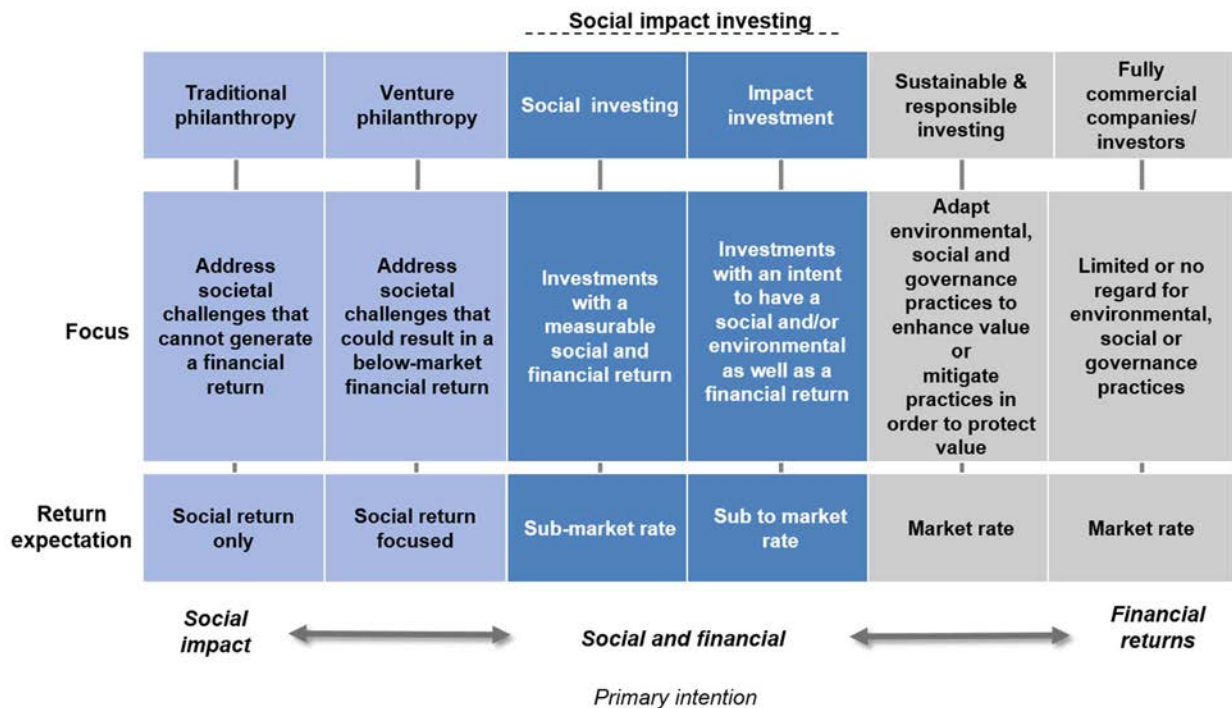 Social impact investing
Traditional
philanthropy
Venture
philanthropy
Social investing
Impact
investment
Sustainable &
responsible
investing
Fully
commercial
companies/
investors
Focus
Address
societal
challenges that
cannot generate
a financial
return
Address
societal
challenges that
could result in a
below-market
financial return
Investments
with a
measurable
social and
financial return
Investments
with an intent
to have a
social and/or
environmental
as well as a
financial return
Adapt
environmental,
social and
governance
practices to
enhance value
or
mitigate
practices in
order to protect
value
Limited or no
regard for
environmental,
social or
governance
practices
Return
expectation
Social return
only
Social return
focused
Sub-market rate
Sub to market
rate
Market rate
Market rate
Social
impact
Social and financial
Financial
returns
Primary intention